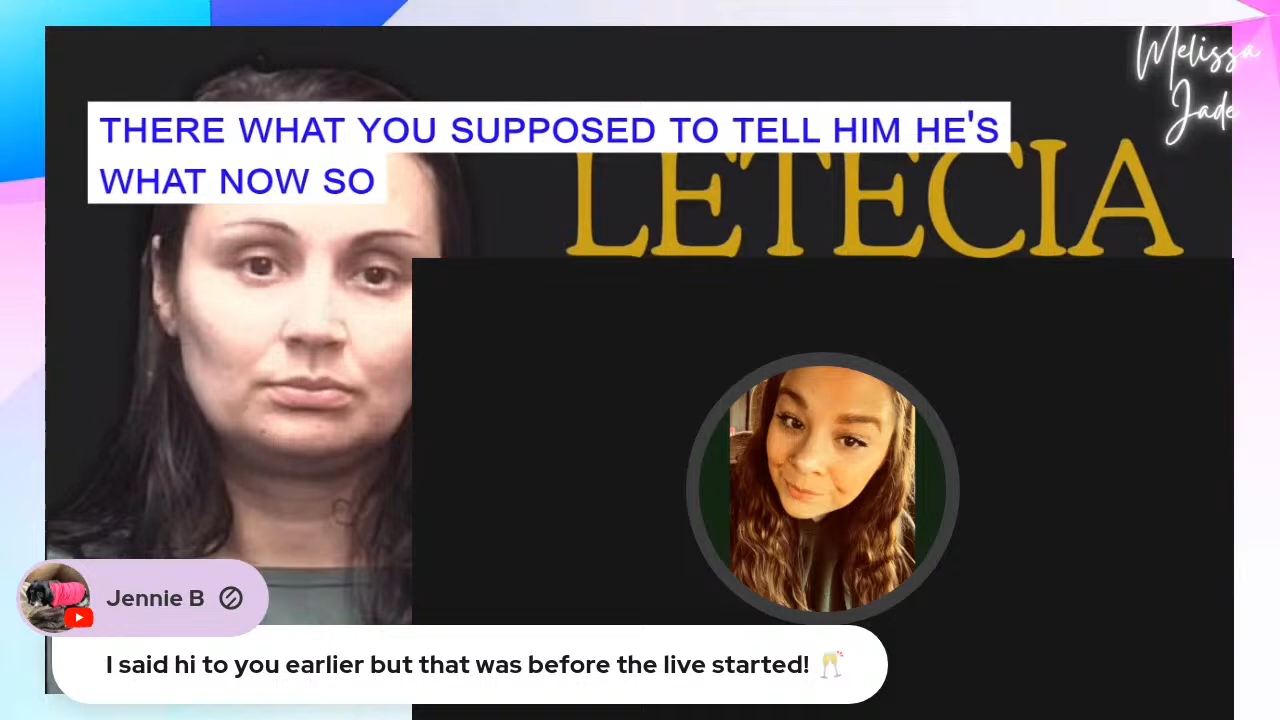 Melissa
Jade
THERE WHAT YOU SUPPOSED TO TELL HIM HE'S
WHAT NOW SO
LETECIA
Jennie B
I said hi to you earlier but that was before the live started! 🥂